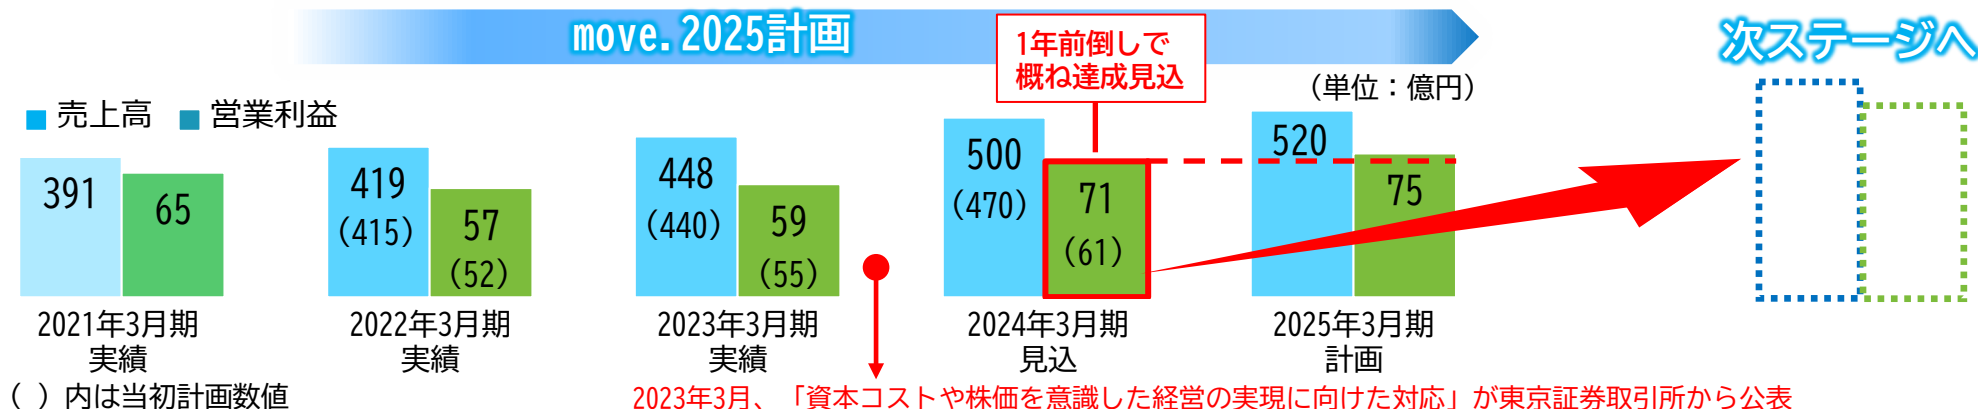 move.2025計画
1年前倒しで
概ね達成見込
次ステージへ
（単位：億円）
売上高 営業利益
391
65
419
（415）
57
（52）
448
（440）
59
（55）
500
（470）
71
（61）
520
75
2021年3月期
実績
2022年3月期
実績
2023年3月期
実績
2024年3月期
見込
2025年3月期
計画
（ ）内は当初計画数値
2023年3月、「資本コストや株価を意識した経営の実現に向けた対応」が東京証券取引所から公表